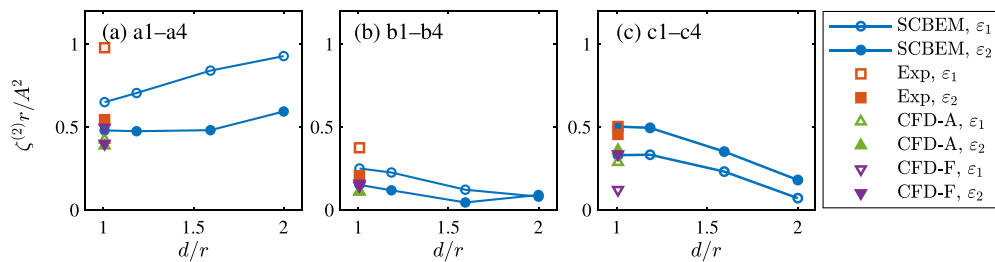 (a) a1–a4
(b) b1–b4
(c) c1–c4
ζ⁽²⁾r/A²
1
0.5
0
1
0.5
0
1
0.5
0
1 1.5 2
1 1.5 2
1 1.5 2
d/r
d/r
d/r
SCBEM, ε₁
SCBEM, ε₂
Exp, ε₁
Exp, ε₂
CFD-A, ε₁
CFD-A, ε₂
CFD-F, ε₁
CFD-F, ε₂